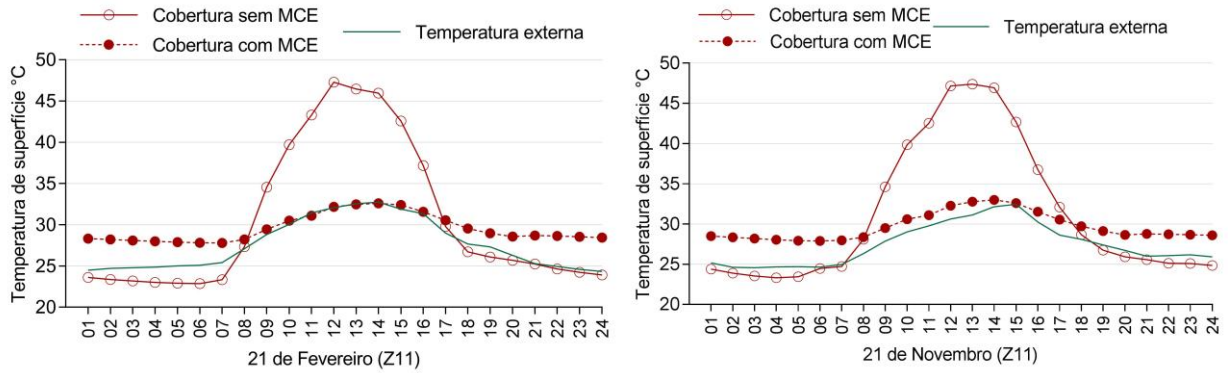 Cobertura sem MCE
Cobertura com MCE
Temperatura externa
Temperatura de superfície °C
50
45
40
35
30
25
20
01 02 03 04 05 06 07 08 09 10 11 12 13 14 15 16 17 18 19 20 21 22 23 24
21 de Fevereiro (Z11)
Cobertura sem MCE
Cobertura com MCE
Temperatura externa
Temperatura de superfície °C
50
45
40
35
30
25
20
01 02 03 04 05 06 07 08 09 10 11 12 13 14 15 16 17 18 19 20 21 22 23 24
21 de Novembro (Z11)